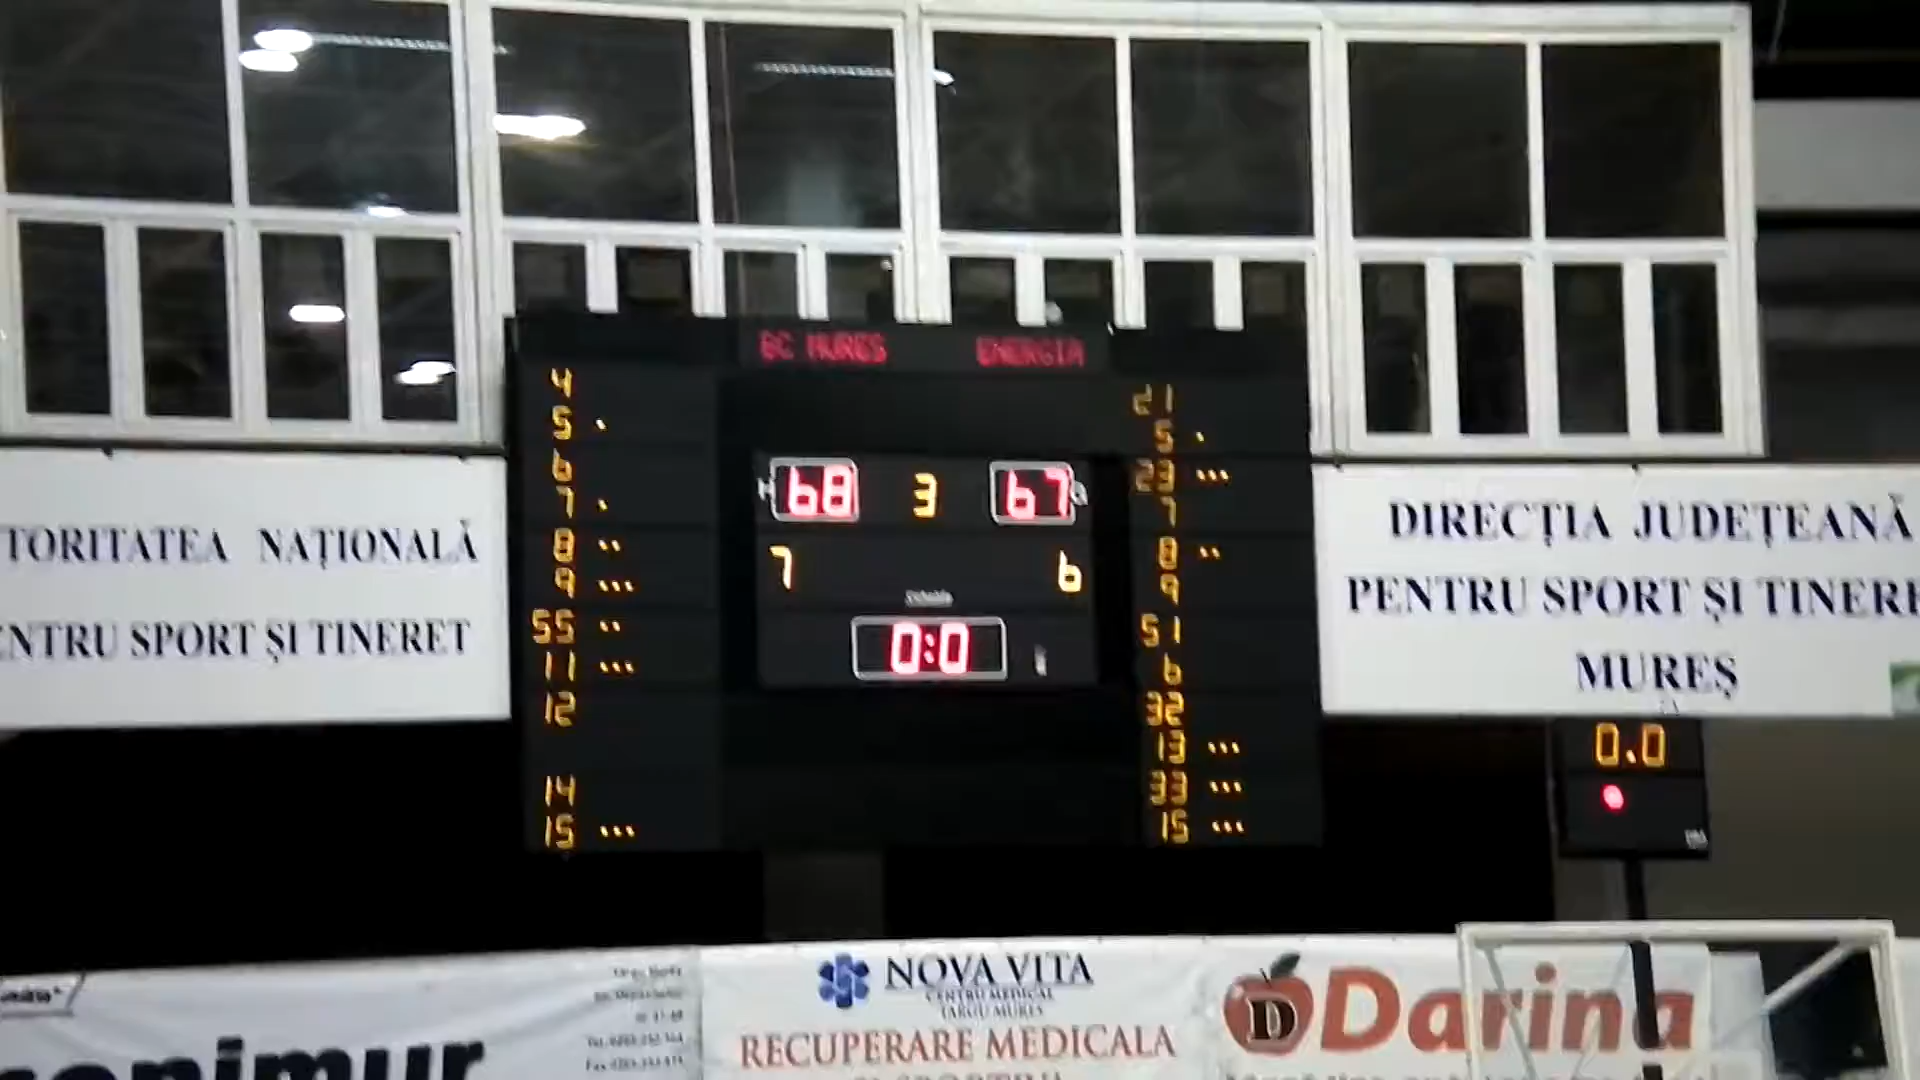 BC MURES ENERGIA
4
5
6
7
8
9
55
11
12
14
15
H 68 3 67 G
7 6
0:0
21
5
23
7
8
9
51
6
32
13
33
15
TORITATEA NAȚIONALĂ
NTRU SPORT ȘI TINERET
DIRECȚIA JUDEȚEANĂ
PENTRU SPORT ȘI TINERE
MUREȘ
0.0
onimur
NOVA VITA
CENTRU MEDICAL
TARGU MURES
RECUPERARE MEDICALA
D Darina